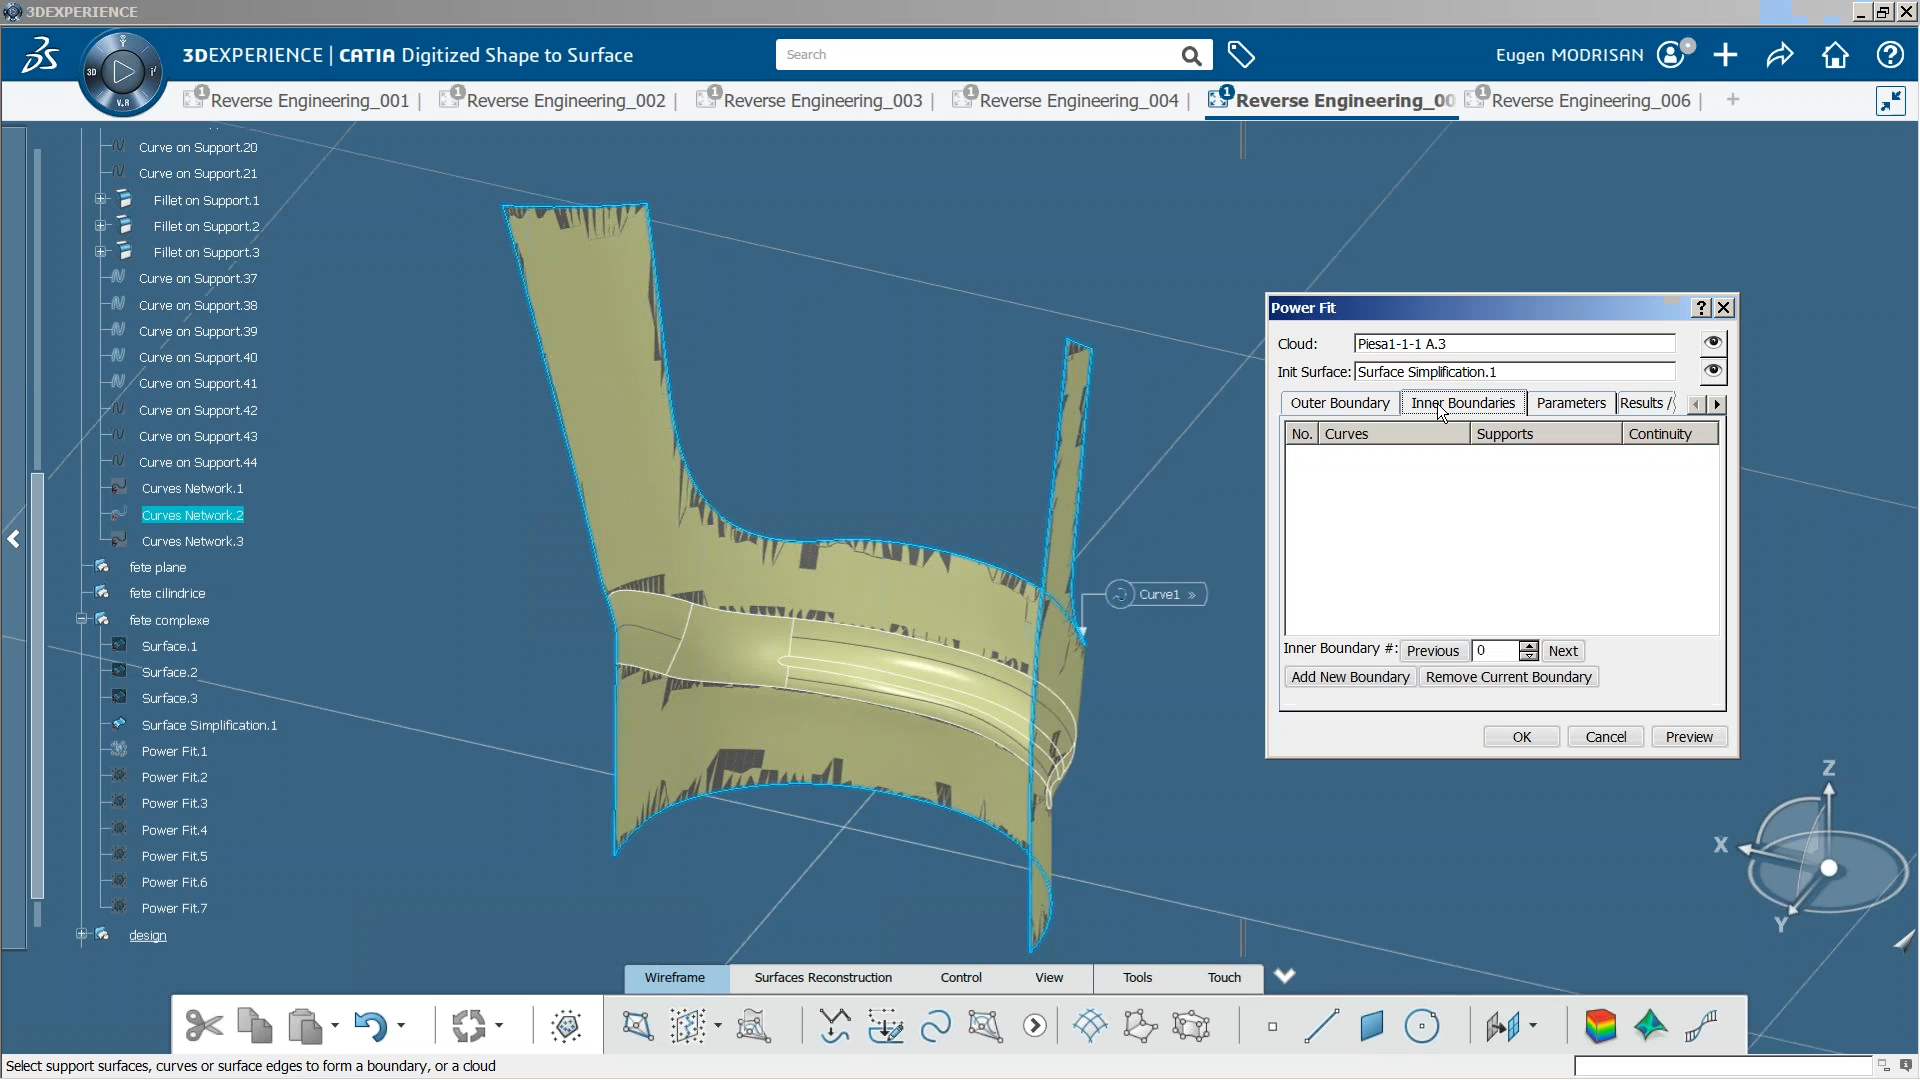 3DEXPERIENCE
3DEXPERIENCE | CATIA Digitized Shape to Surface
Search
Eugen MODRISAN
3D
V.R
1 Reverse Engineering_001
1 Reverse Engineering_002
1 Reverse Engineering_003
1 Reverse Engineering_004
1 Reverse Engineering_00
1 Reverse Engineering_006
Curve on Support.20
Curve on Support.21
Fillet on Support.1
Fillet on Support.2
Fillet on Support.3
Curve on Support.37
Curve on Support.38
Curve on Support.39
Curve on Support.40
Curve on Support.41
Curve on Support.42
Curve on Support.43
Curve on Support.44
Curves Network.1
Curves Network.2
Curves Network.3
fete plane
fete cilindrice
fete complexe
Surface.1
Surface.2
Surface.3
Surface Simplification.1
Power Fit.1
Power Fit.2
Power Fit.3
Power Fit.4
Power Fit.5
Power Fit.6
Power Fit.7
design
Curve1 »
Power Fit
Cloud: Piesa1-1-1 A.3
Init Surface: Surface Simplification.1
Outer Boundary Inner Boundaries Parameters Results /
No. Curves Supports Continuity
Inner Boundary #: Previous 0 Next
Add New Boundary Remove Current Boundary
OK Cancel Preview
Z
X
Y
Wireframe Surfaces Reconstruction Control View Tools Touch
Select support surfaces, curves or surface edges to form a boundary, or a cloud